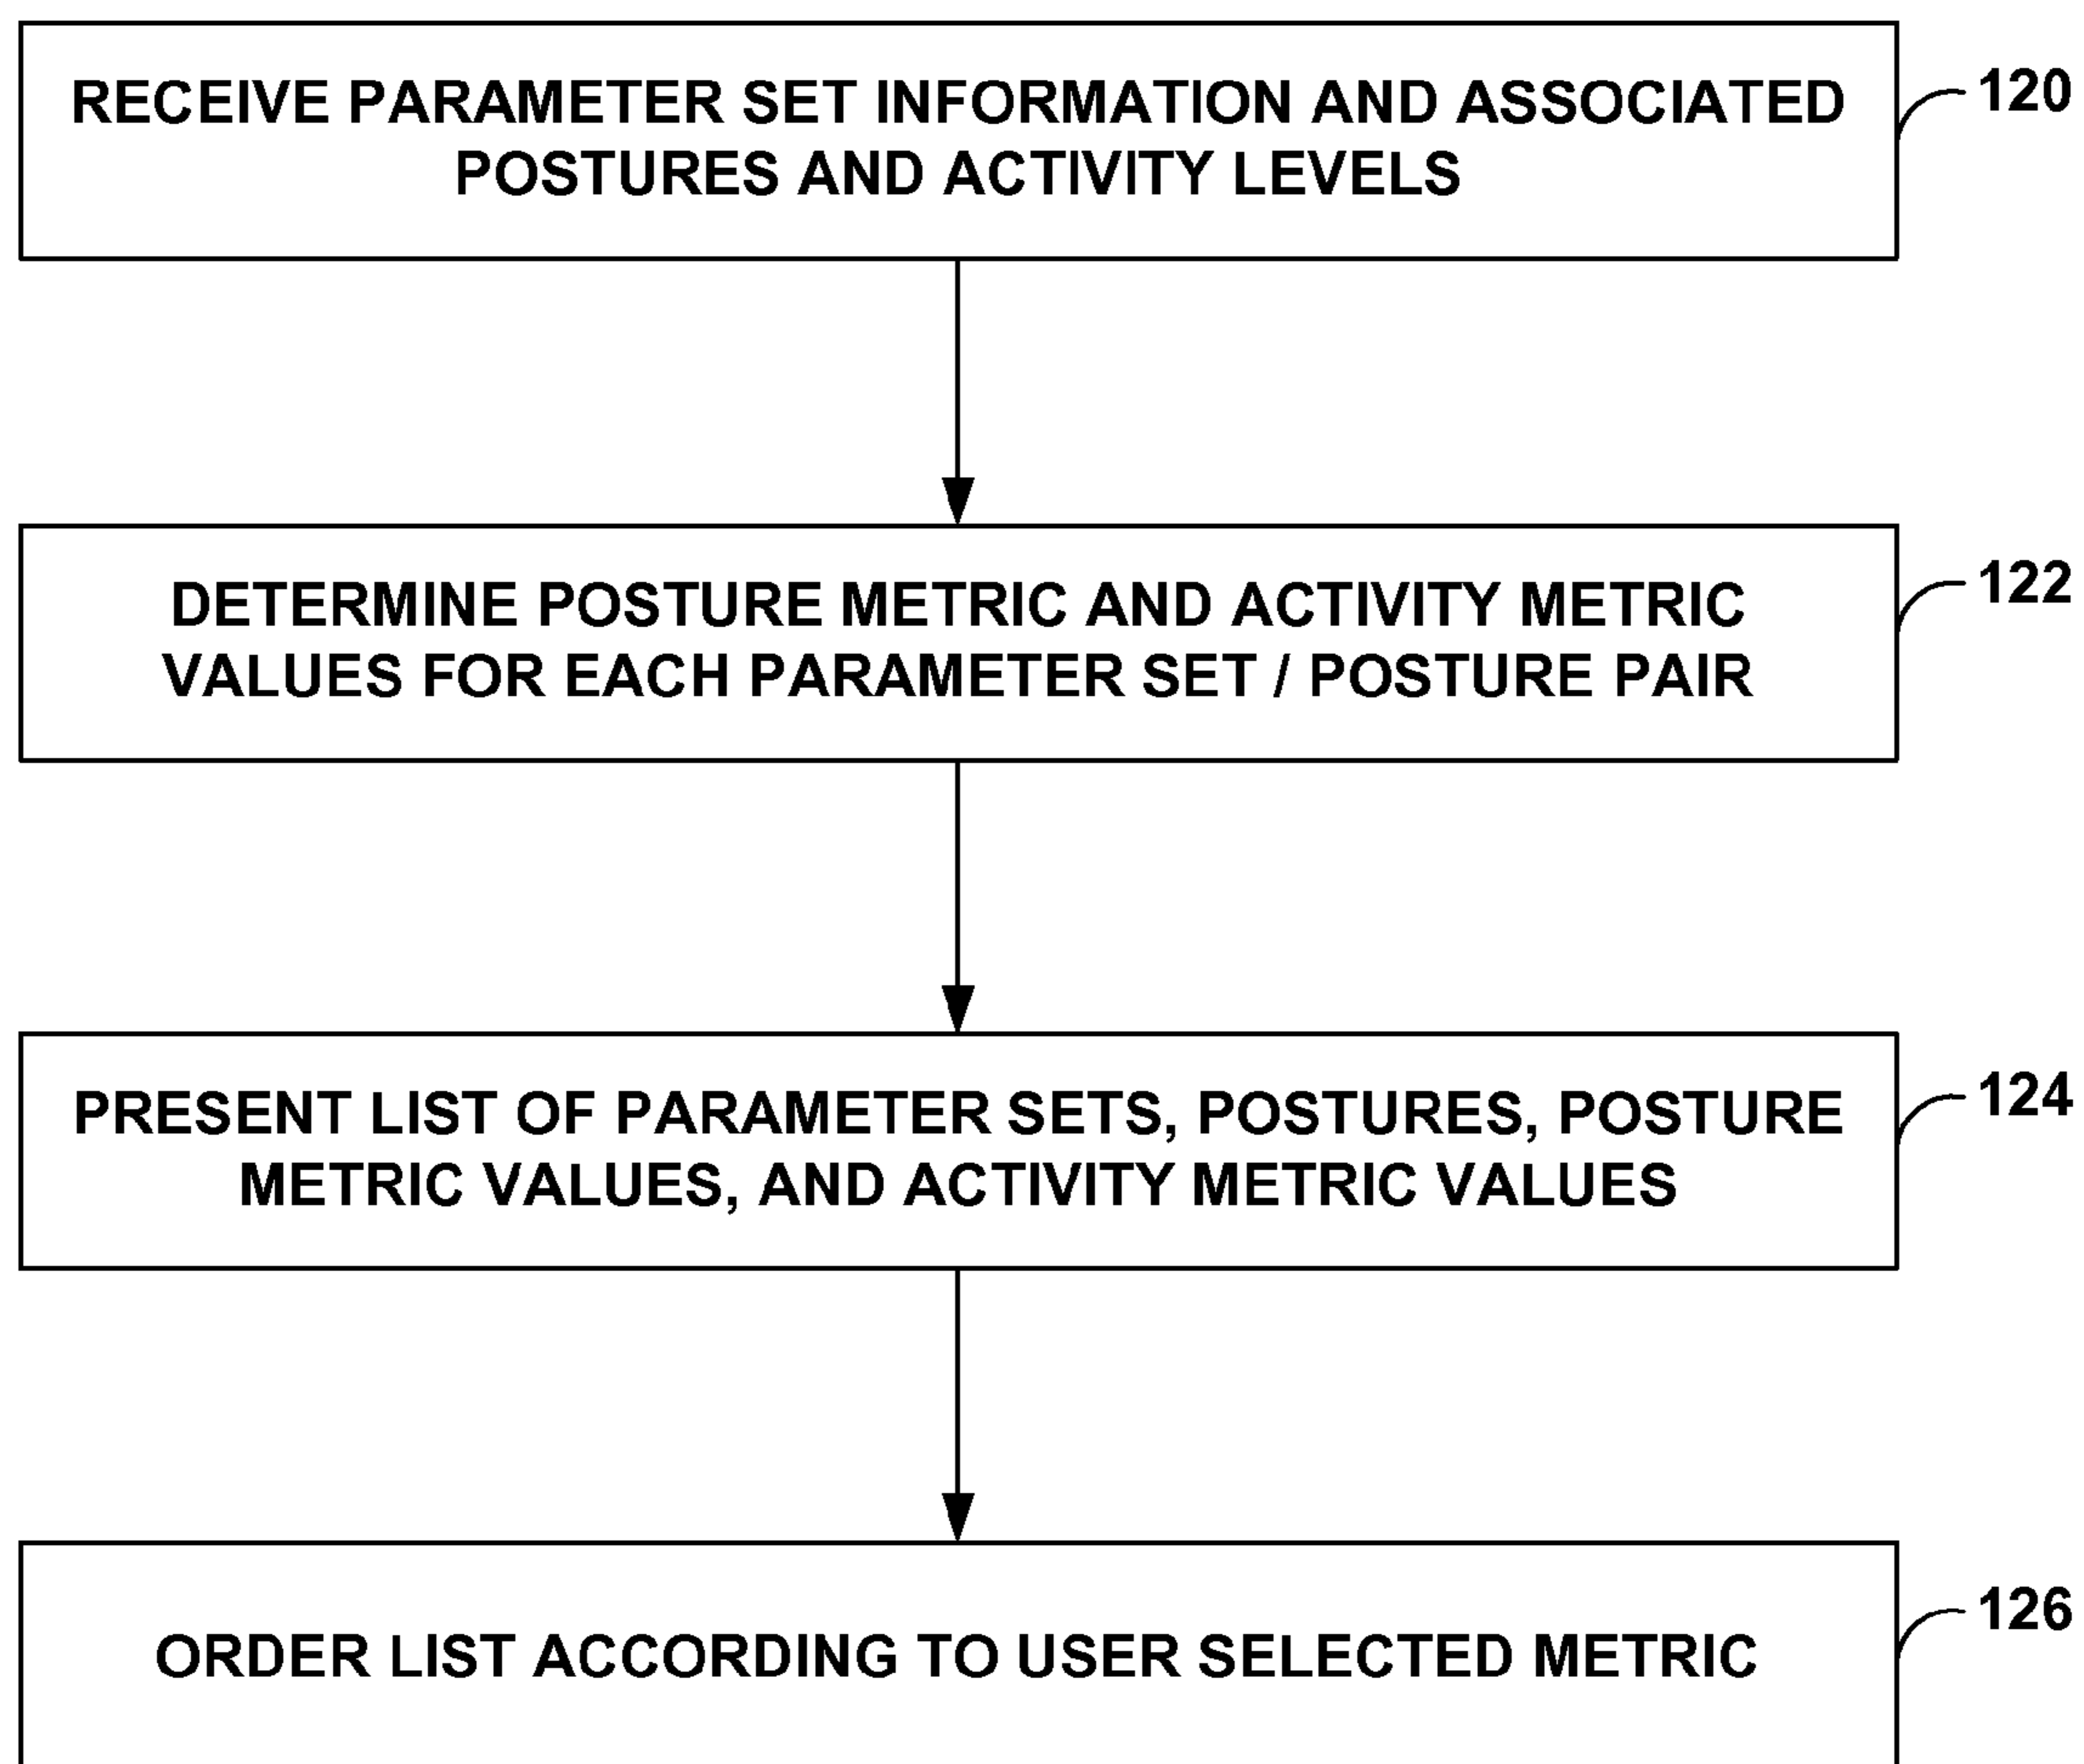 RECEIVE PARAMETER SET INFORMATION AND ASSOCIATED
POSTURES AND ACTIVITY LEVELS
120
DETERMINE POSTURE METRIC AND ACTIVITY METRIC
VALUES FOR EACH PARAMETER SET / POSTURE PAIR
122
PRESENT LIST OF PARAMETER SETS, POSTURES, POSTURE
METRIC VALUES, AND ACTIVITY METRIC VALUES
124
ORDER LIST ACCORDING TO USER SELECTED METRIC
126